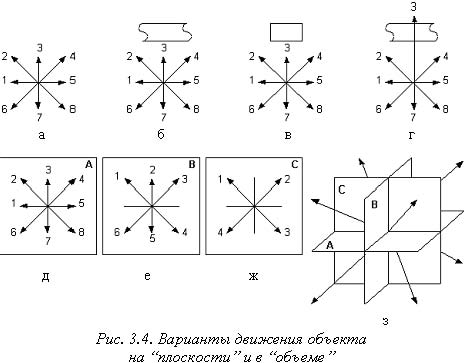 3
3 3 3
2 4 2 4 2 4 2 4
1 5 1 5 1 5 1 5
6 8 6 8 6 8 6 8
7 7 7 7
а б в г
A B C
3 2
2 4 1 3 1 2 C
B
1 5
A
6 8 6 4 4 3
7 5
д е ж з
Рис. 3.4. Варианты движения объекта
на “плоскости” и в “объеме”